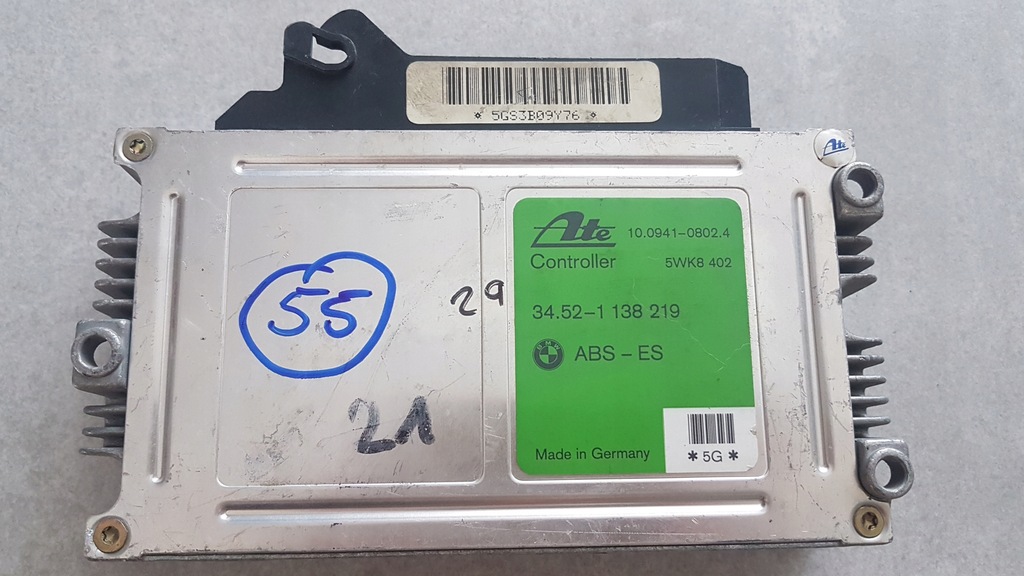 * 5GS3B09Y76 *
Ate
Ate 10.0941-0802.4
Controller 5WK8 402
34.52-1 138 219
BMW ABS - ES
Made in Germany * 5G *
55
29
21